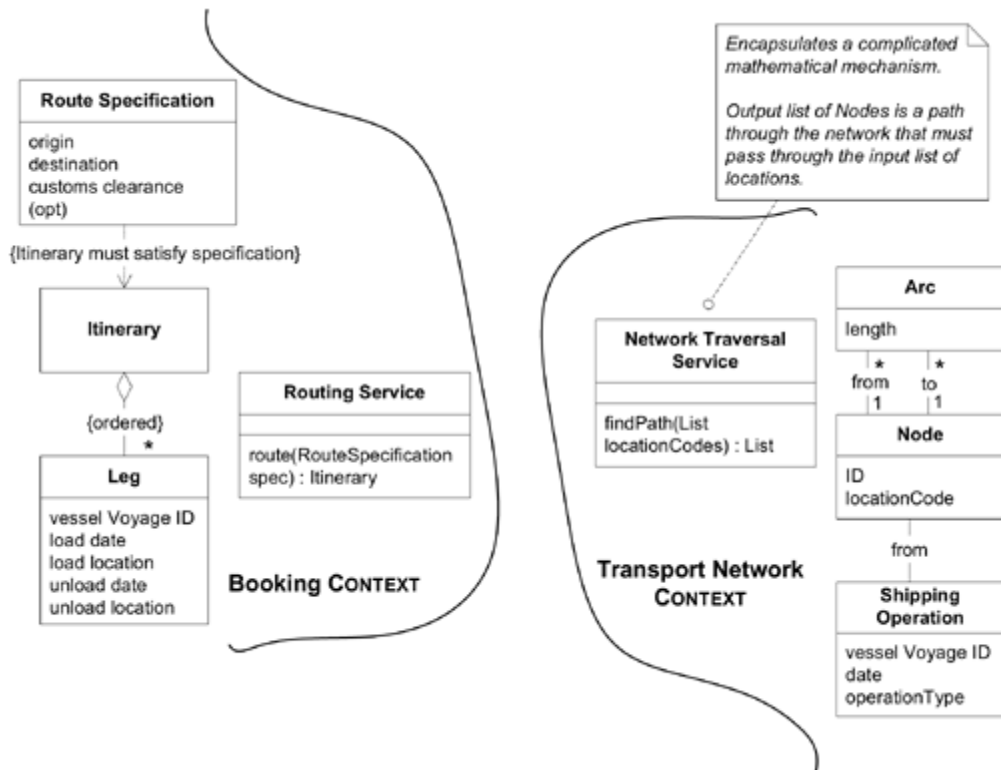 Route Specification
origin
destination
customs clearance
(opt)
{Itinerary must satisfy specification}
Itinerary
{ordered}
*
Leg
vessel Voyage ID
load date
load location
unload date
unload location
Routing Service
route(RouteSpecification
spec) : Itinerary
Booking CONTEXT
Encapsulates a complicated
mathematical mechanism.
Output list of Nodes is a path
through the network that must
pass through the input list of
locations.
Network Traversal
Service
findPath(List
locationCodes) : List
Transport Network
CONTEXT
Arc
length
* *
from to
1 1
Node
ID
locationCode
from
Shipping
Operation
vessel Voyage ID
date
operationType